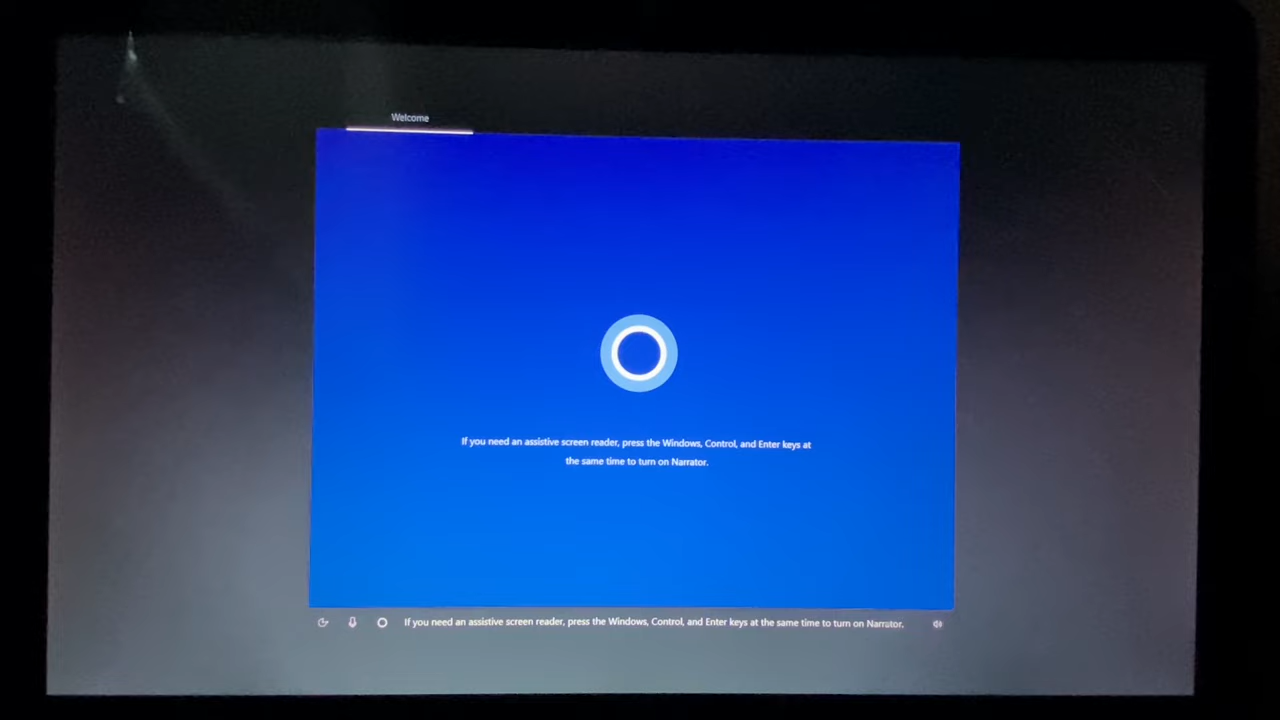 Welcome
If you need an assistive screen reader, press the Windows, Control, and Enter keys at
the same time to turn on Narrator.
If you need an assistive screen reader, press the Windows, Control, and Enter keys at the same time to turn on Narrator.